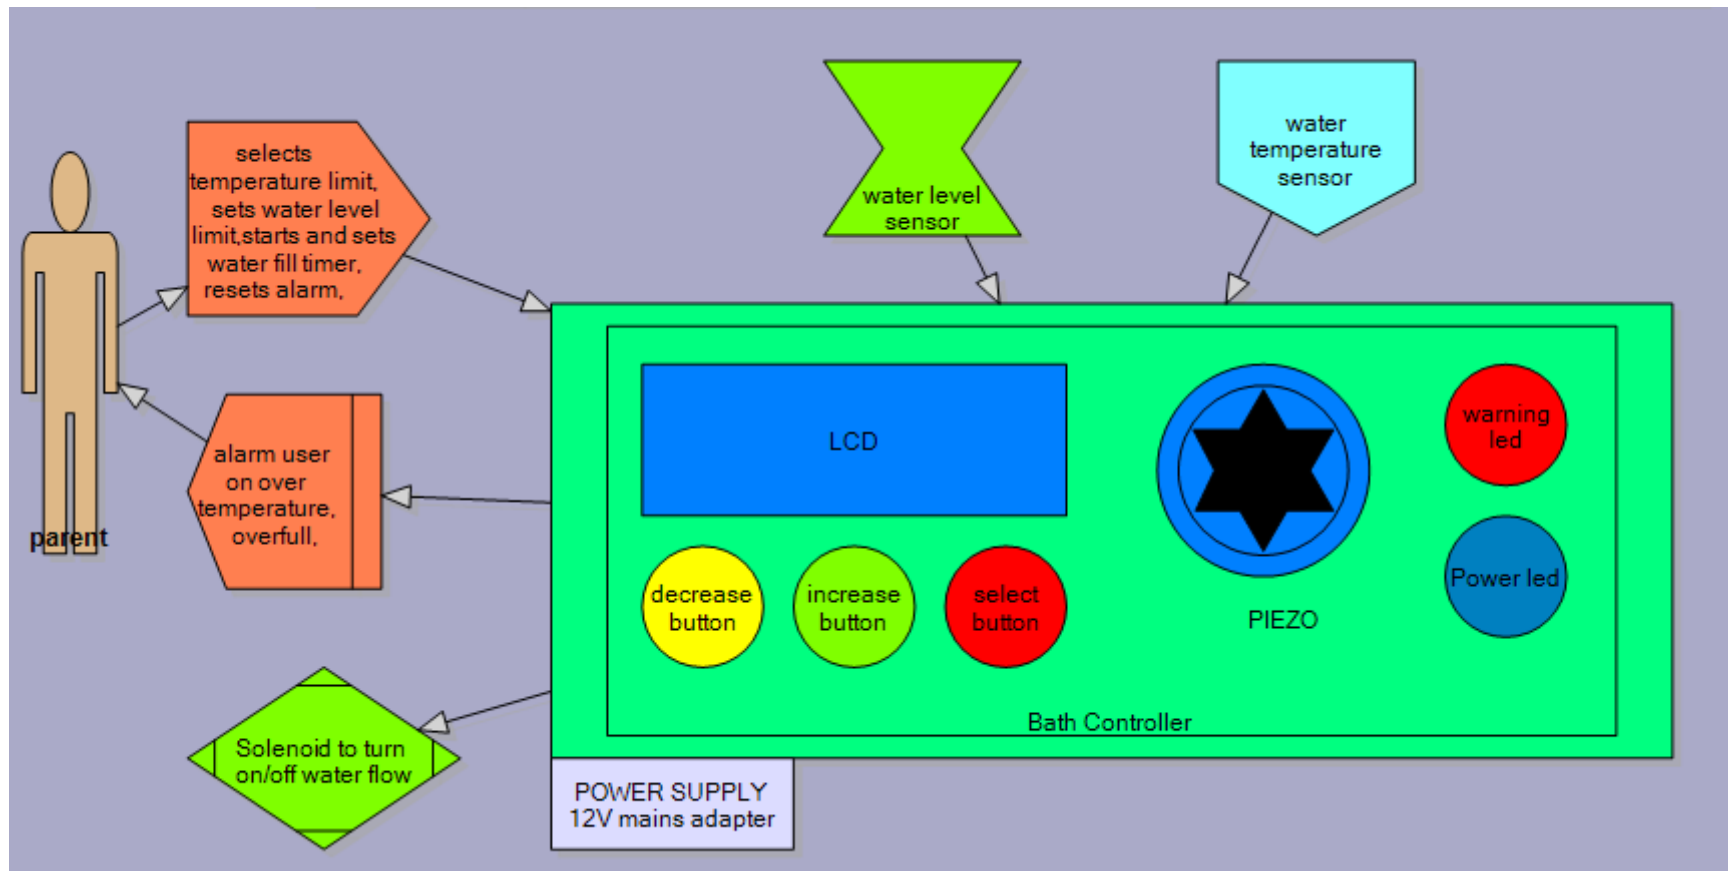 selects
temperature limit,
sets water level
limit,starts and sets
water fill timer,
resets alarm,
water level
sensor
water
temperature
sensor
parent
alarm user
on over
temperature,
overfull,
LCD
warning
led
Power led
decrease
button
increase
button
select
button
PIEZO
Bath Controller
Solenoid to turn
on/off water flow
POWER SUPPLY
12V mains adapter